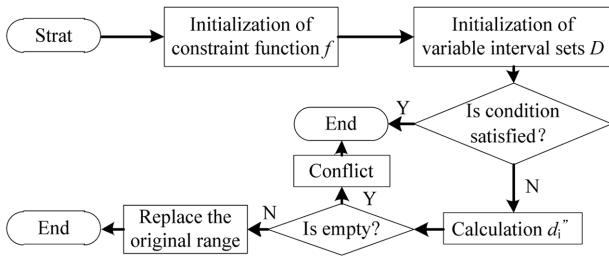 Strat
Initialization of
constraint function f
Initialization of
variable interval sets D
Is condition
satisfied?
Y
End
N
Conflict
Y
Calculation dᵢ”
Is empty?
N
Replace the
original range
End